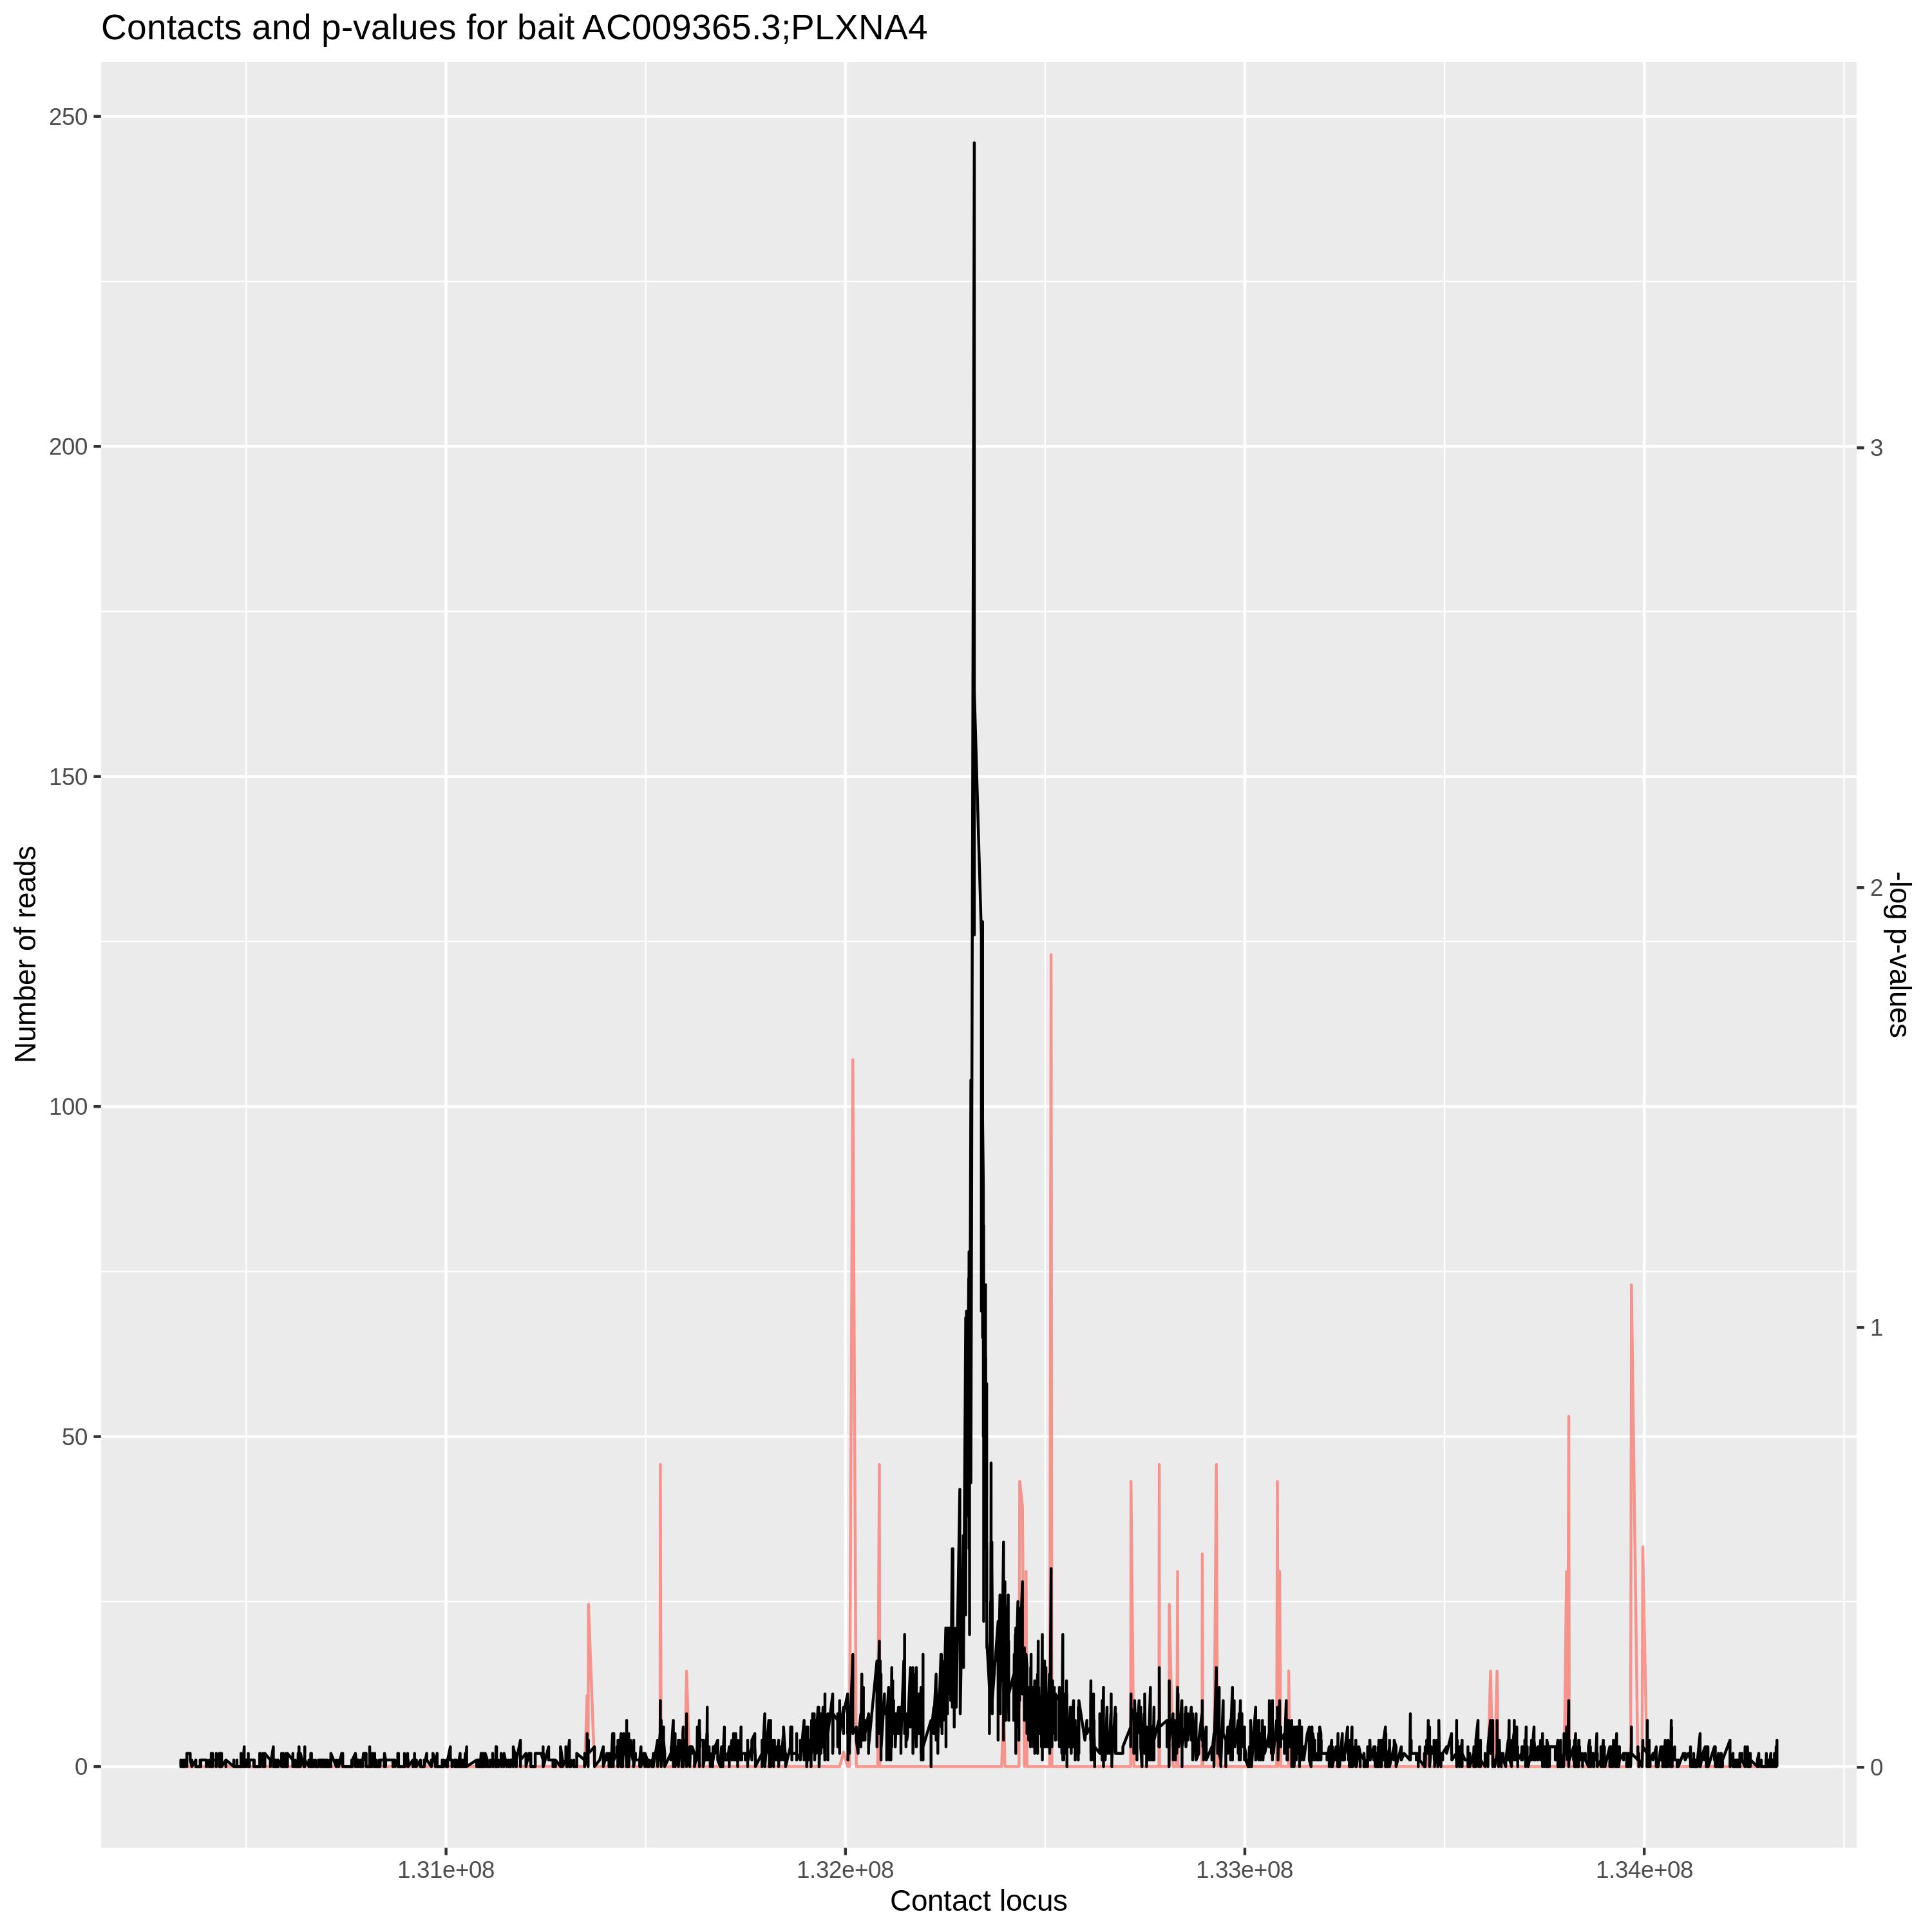 Contacts and p-values for bait AC009365.3;PLXNA4
250
200
150
100
50
0
Number of reads
3
2
1
0
-log p-values
1.31e+08
1.32e+08
1.33e+08
1.34e+08
Contact locus